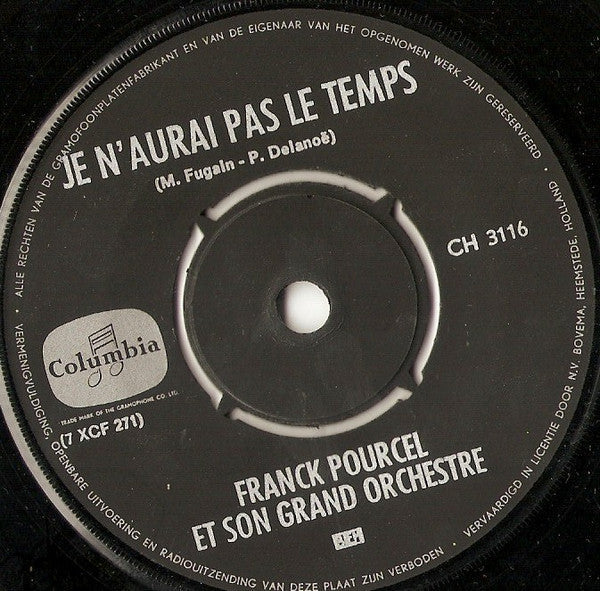 ALLE RECHTEN VAN DE GRAMOFOONPLATENFABRIKANT EN VAN DE EIGENAAR VAN HET OPGENOMEN WERK ZIJN GERESERVEERD •
JE N'AURAI PAS LE TEMPS
(M. Fugain - P. Delanoë)
CH 3116
Columbia
TRADE MARK OF THE GRAMOPHONE CO. LTD.
(7 XCF 271)
FRANCK POURCEL
ET SON GRAND ORCHESTRE
• VERMENIGVULDIGING, OPENBARE UITVOERING EN RADIOUITZENDING VAN DEZE PLAAT ZIJN VERBODEN •
VERVAARDIGD IN LICENTIE DOOR N.V. BOVEMA, HEEMSTEDE, HOLLAND